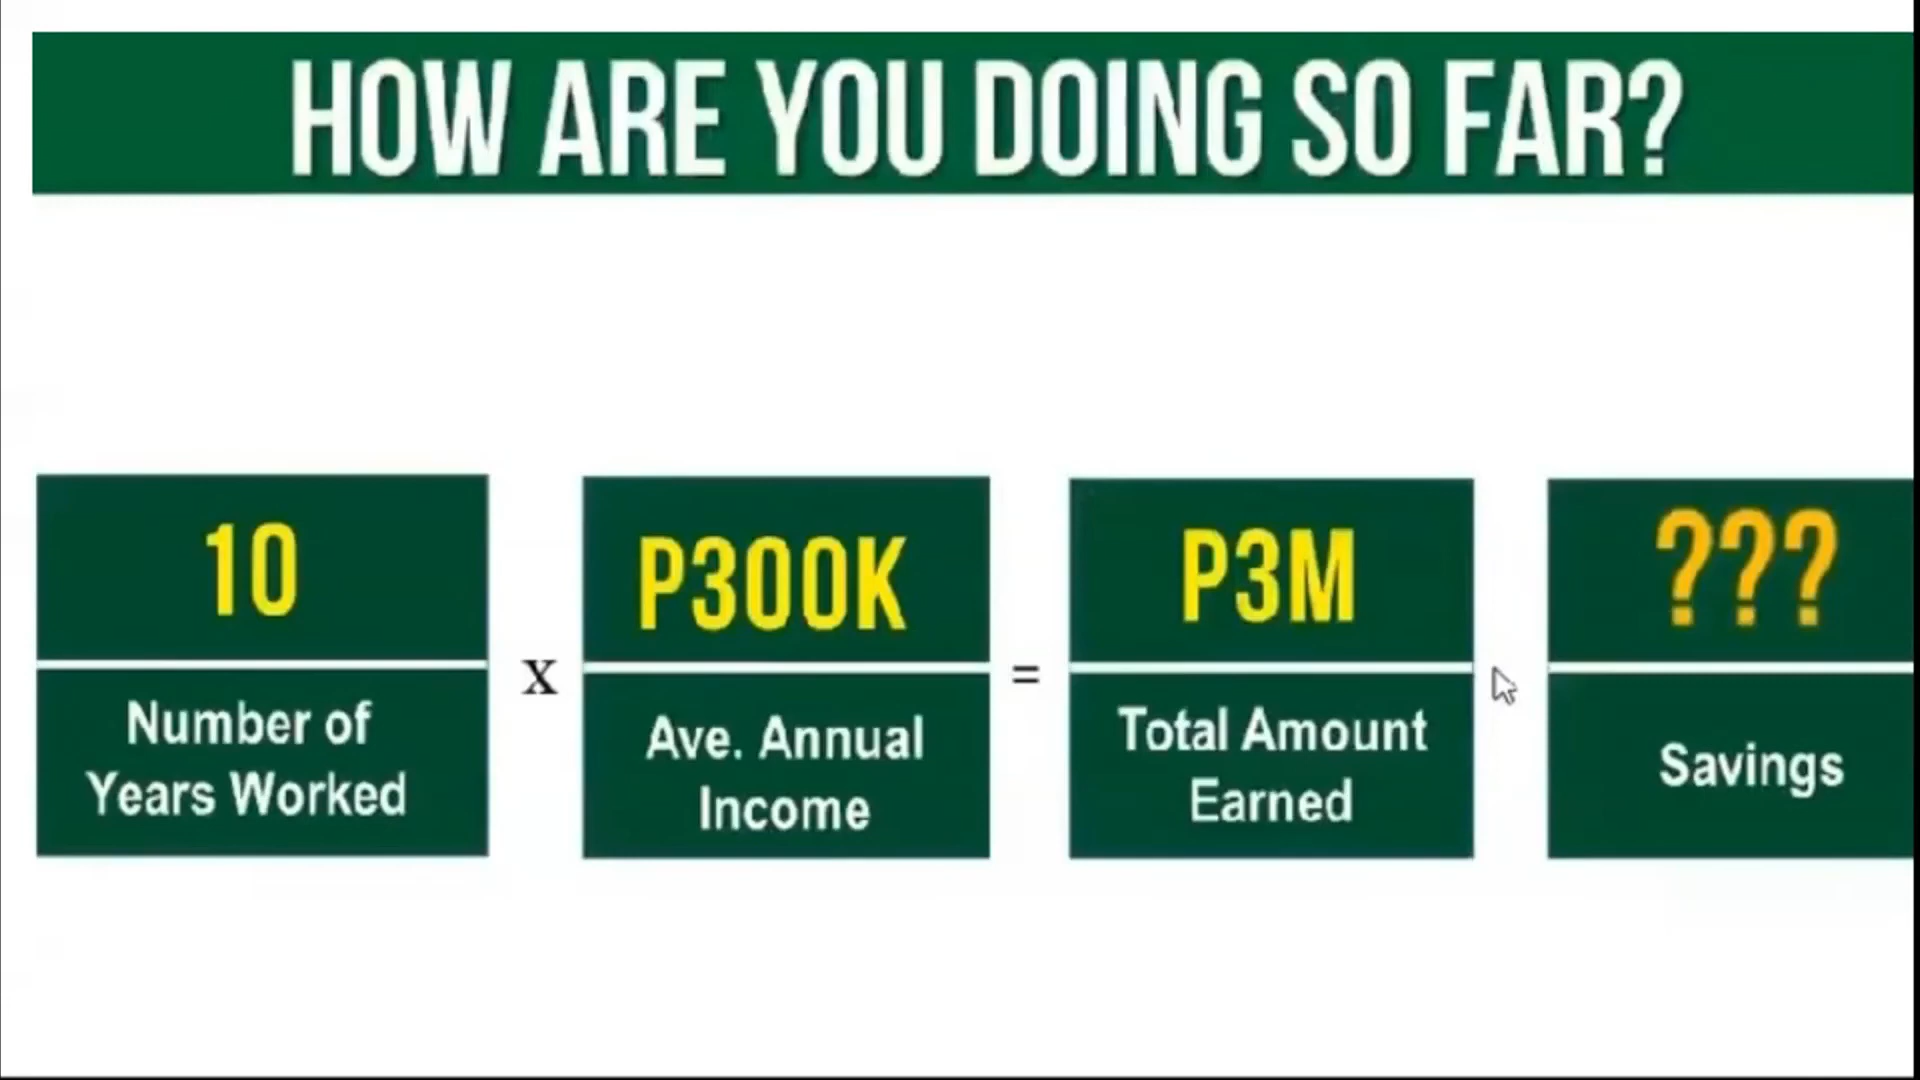 HOW ARE YOU DOING SO FAR?
10
Number of
Years Worked
x
P300K
Ave. Annual
Income
=
P3M
Total Amount
Earned
???
Savings